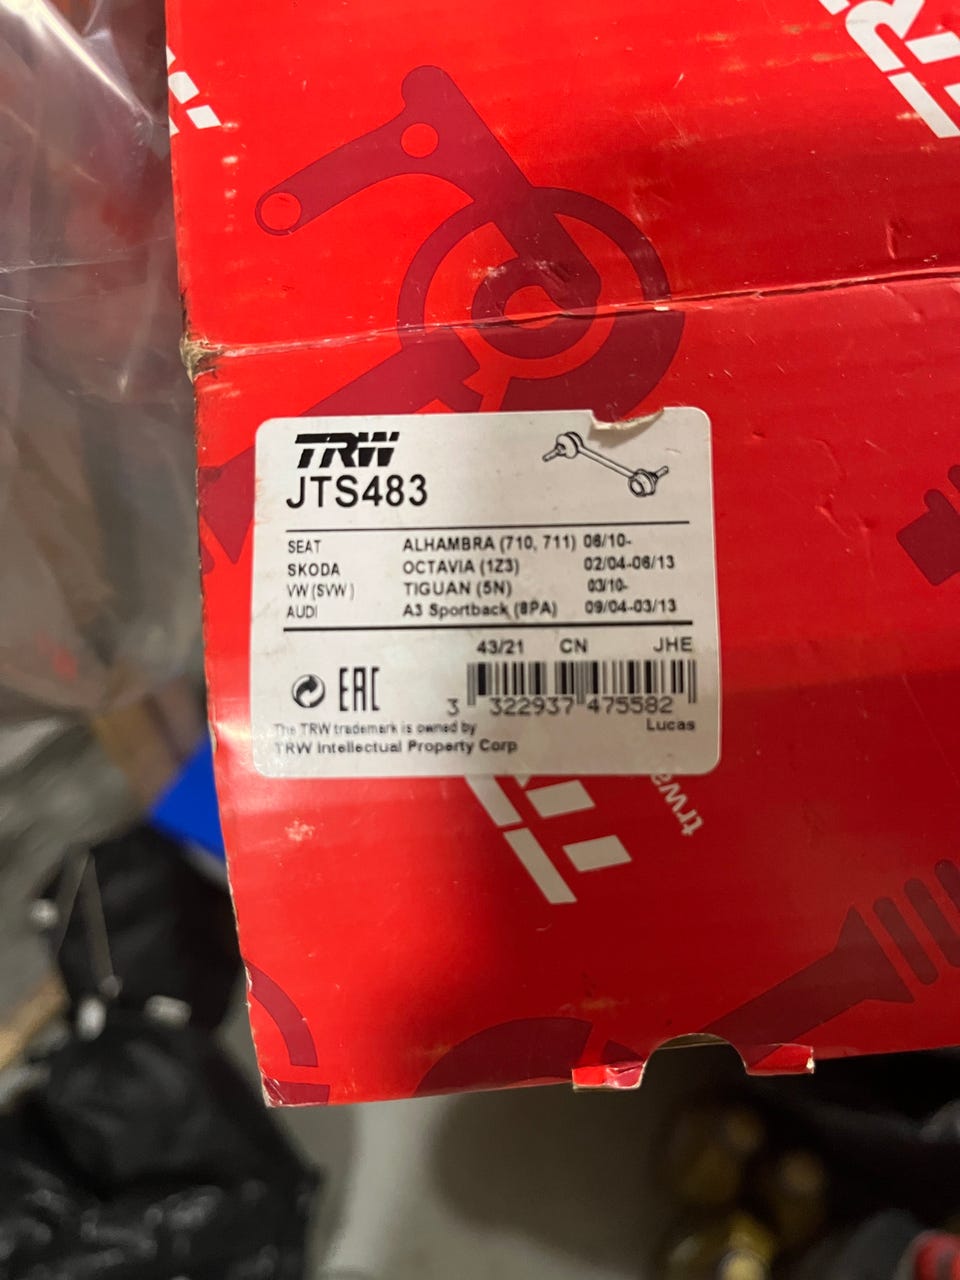 TRW
JTS483
SEAT ALHAMBRA (710, 711) 06/10-
SKODA OCTAVIA (1Z3) 02/04-06/13
VW (SVW) TIGUAN (5N) 03/10-
AUDI A3 Sportback (8PA) 09/04-03/13
43/21 CN JHE
EAC
3 322937 475582
The TRW trademark is owned by Lucas
TRW Intellectual Property Corp
trwa